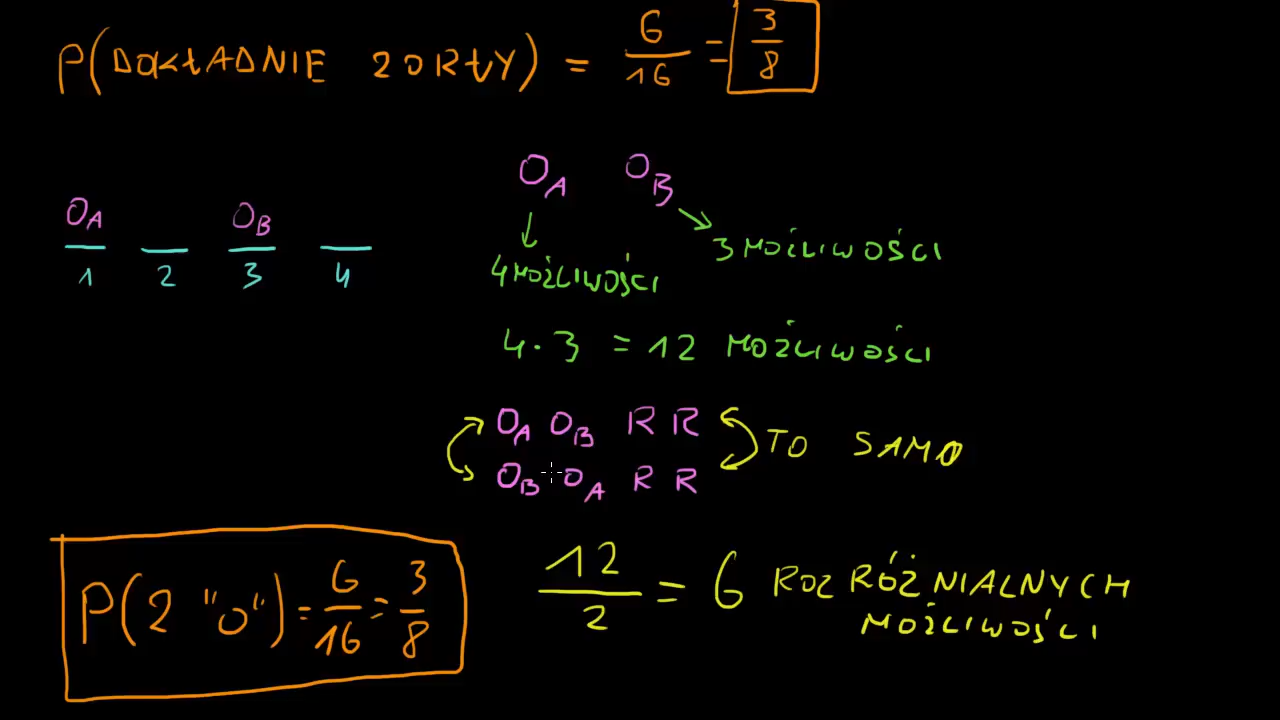 P(DOKŁADNIE 2 ORŁY) = 6/16 = 3/8
O_A O_B
O_A O_B
1 2 3 4
4 MOŻLIWOŚCI
3 MOŻLIWOŚCI
4 · 3 = 12 MOŻLIWOŚCI
O_A O_B R R
O_B O_A R R
TO SAMO
12/2 = 6 ROZRÓŻNIALNYCH
MOŻLIWOŚCI
P(2 "O") = 6/16 = 3/8